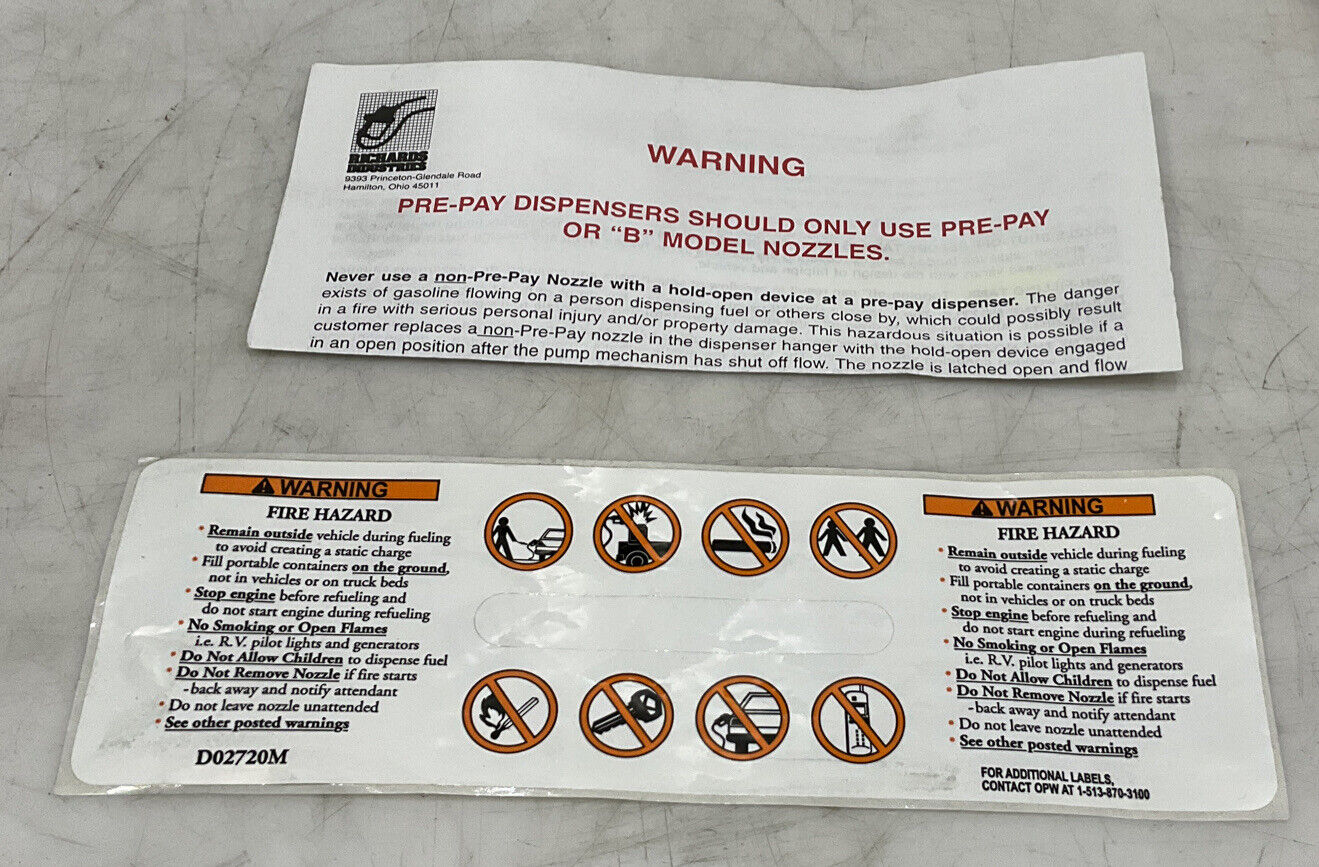 RICHARDS
INDUSTRIES
9393 Princeton-Glendale Road
Hamilton, Ohio 45011
WARNING
PRE-PAY DISPENSERS SHOULD ONLY USE PRE-PAY
OR “B” MODEL NOZZLES.
Never use a non-Pre-Pay Nozzle with a hold-open device at a pre-pay dispenser. The danger
exists of gasoline flowing on a person dispensing fuel or others close by, which could possibly result
in a fire with serious personal injury and/or property damage. This hazardous situation is possible if a
customer replaces a non-Pre-Pay nozzle in the dispenser hanger with the hold-open device engaged
in an open position after the pump mechanism has shut off flow. The nozzle is latched open and flow
WARNING
FIRE HAZARD
* Remain outside vehicle during fueling
to avoid creating a static charge
* Fill portable containers on the ground,
not in vehicles or on truck beds
* Stop engine before refueling and
do not start engine during refueling
* No Smoking or Open Flames
i.e. R.V. pilot lights and generators
* Do Not Allow Children to dispense fuel
* Do Not Remove Nozzle if fire starts
-back away and notify attendant
* Do not leave nozzle unattended
* See other posted warnings
D02720M
WARNING
FIRE HAZARD
* Remain outside vehicle during fueling
to avoid creating a static charge
* Fill portable containers on the ground,
not in vehicles or on truck beds
* Stop engine before refueling and
do not start engine during refueling
* No Smoking or Open Flames
i.e. R.V. pilot lights and generators
* Do Not Allow Children to dispense fuel
* Do Not Remove Nozzle if fire starts
-back away and notify attendant
* Do not leave nozzle unattended
* See other posted warnings
FOR ADDITIONAL LABELS,
CONTACT OPW AT 1-513-870-3100